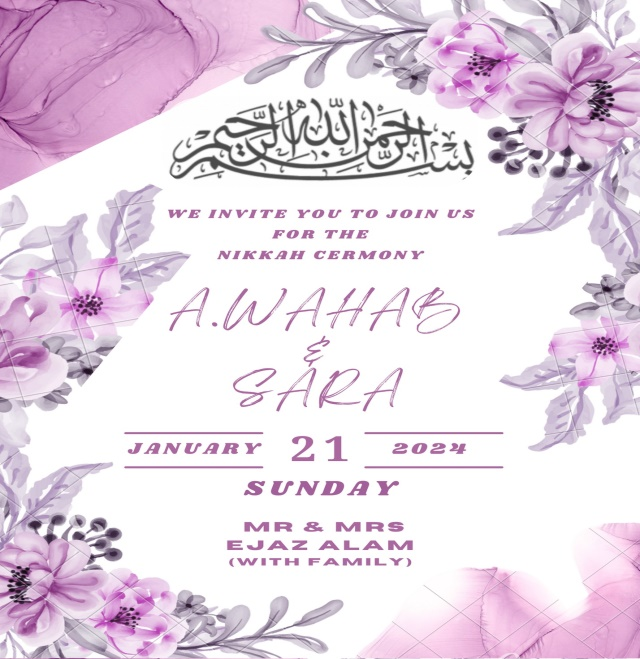 بسم الله الرحمن الرحيم
WE INVITE YOU TO JOIN US
FOR THE
NIKKAH CERMONY
A.WAHAB
&
SARA
JANUARY 21 2024
SUNDAY
MR & MRS
EJAZ ALAM
(WITH FAMILY)